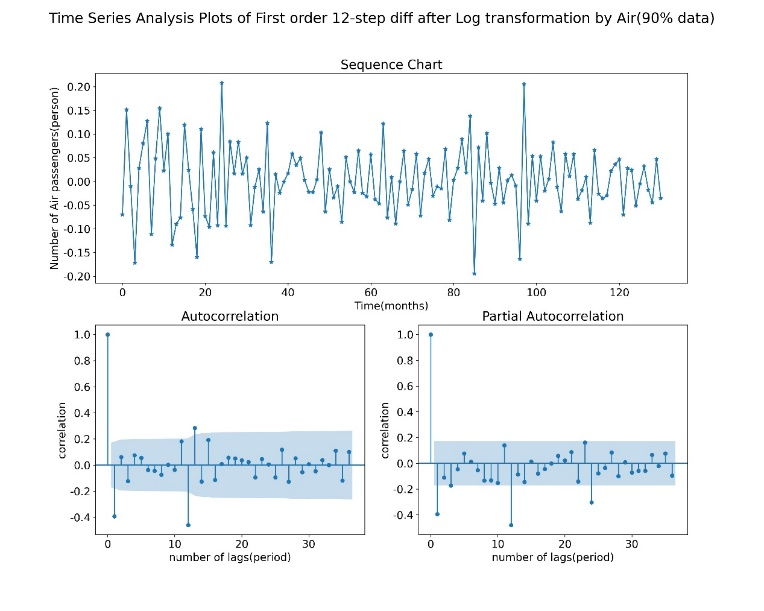 Time Series Analysis Plots of First order 12-step diff after Log transformation by Air(90% data)
Sequence Chart
Number of Air passengers(person)
0.20
0.15
0.10
0.05
0.00
-0.05
-0.10
-0.15
-0.20
0 20 40 60 80 100 120
Time(months)
Autocorrelation
correlation
1.0
0.8
0.6
0.4
0.2
0.0
-0.2
-0.4
0 10 20 30
number of lags(period)
Partial Autocorrelation
correlation
1.0
0.8
0.6
0.4
0.2
0.0
-0.2
-0.4
0 10 20 30
number of lags(period)